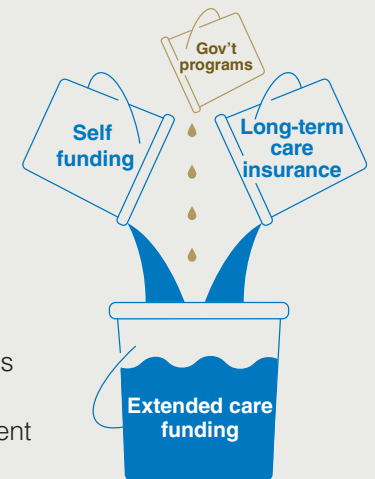 Gov’t
programs
Self
funding
Long-term
care
insurance
Extended care
funding